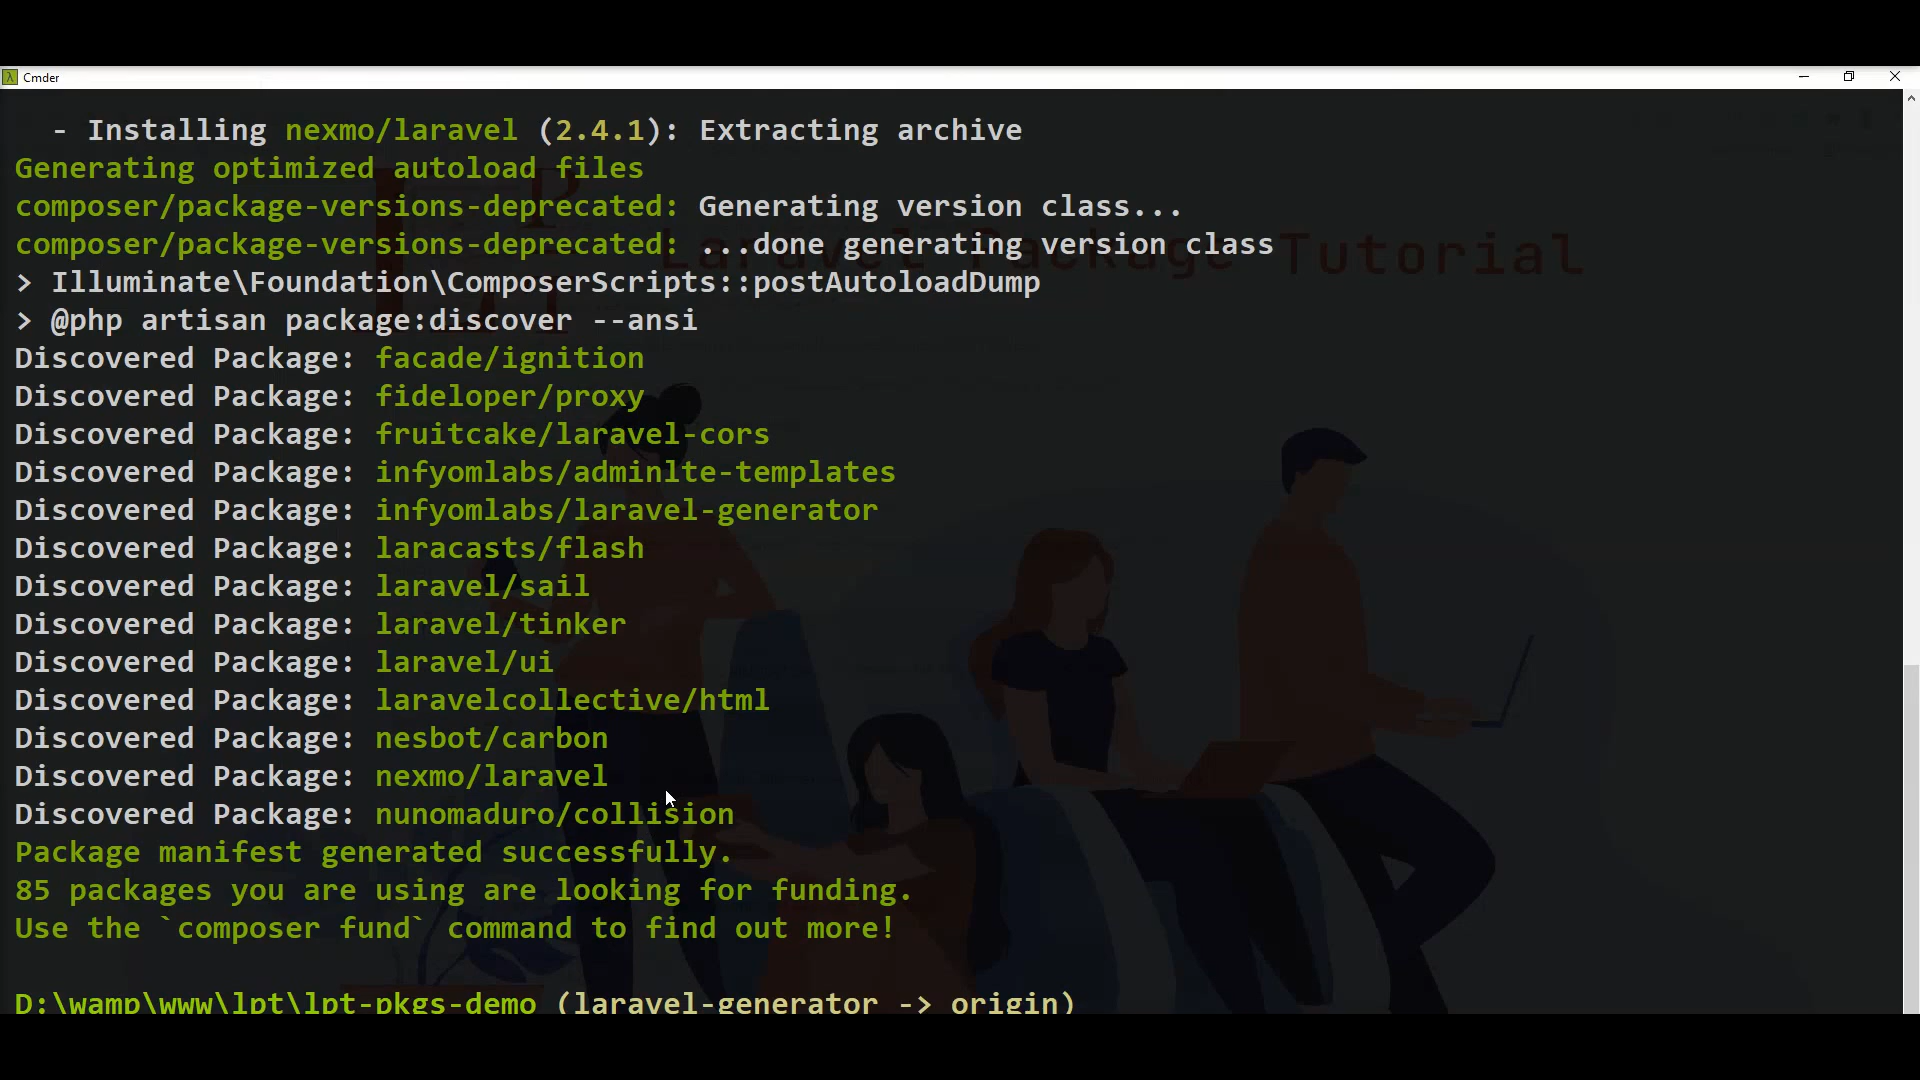 Cmder
- Installing nexmo/laravel (2.4.1): Extracting archive
Generating optimized autoload files
composer/package-versions-deprecated: Generating version class...
composer/package-versions-deprecated: ...done generating version class
Laravel Package Tutorial
> Illuminate\Foundation\ComposerScripts::postAutoloadDump
> @php artisan package:discover --ansi
Discovered Package: facade/ignition
Discovered Package: fideloper/proxy
Discovered Package: fruitcake/laravel-cors
Discovered Package: infyomlabs/adminlte-templates
Discovered Package: infyomlabs/laravel-generator
Discovered Package: laracasts/flash
Discovered Package: laravel/sail
Discovered Package: laravel/tinker
Discovered Package: laravel/ui
Discovered Package: laravelcollective/html
Discovered Package: nesbot/carbon
Discovered Package: nexmo/laravel
Discovered Package: nunomaduro/collision
Package manifest generated successfully.
85 packages you are using are looking for funding.
Use the `composer fund` command to find out more!
D:\wamp\www\lpt\lpt-pkgs-demo (laravel-generator -> origin)